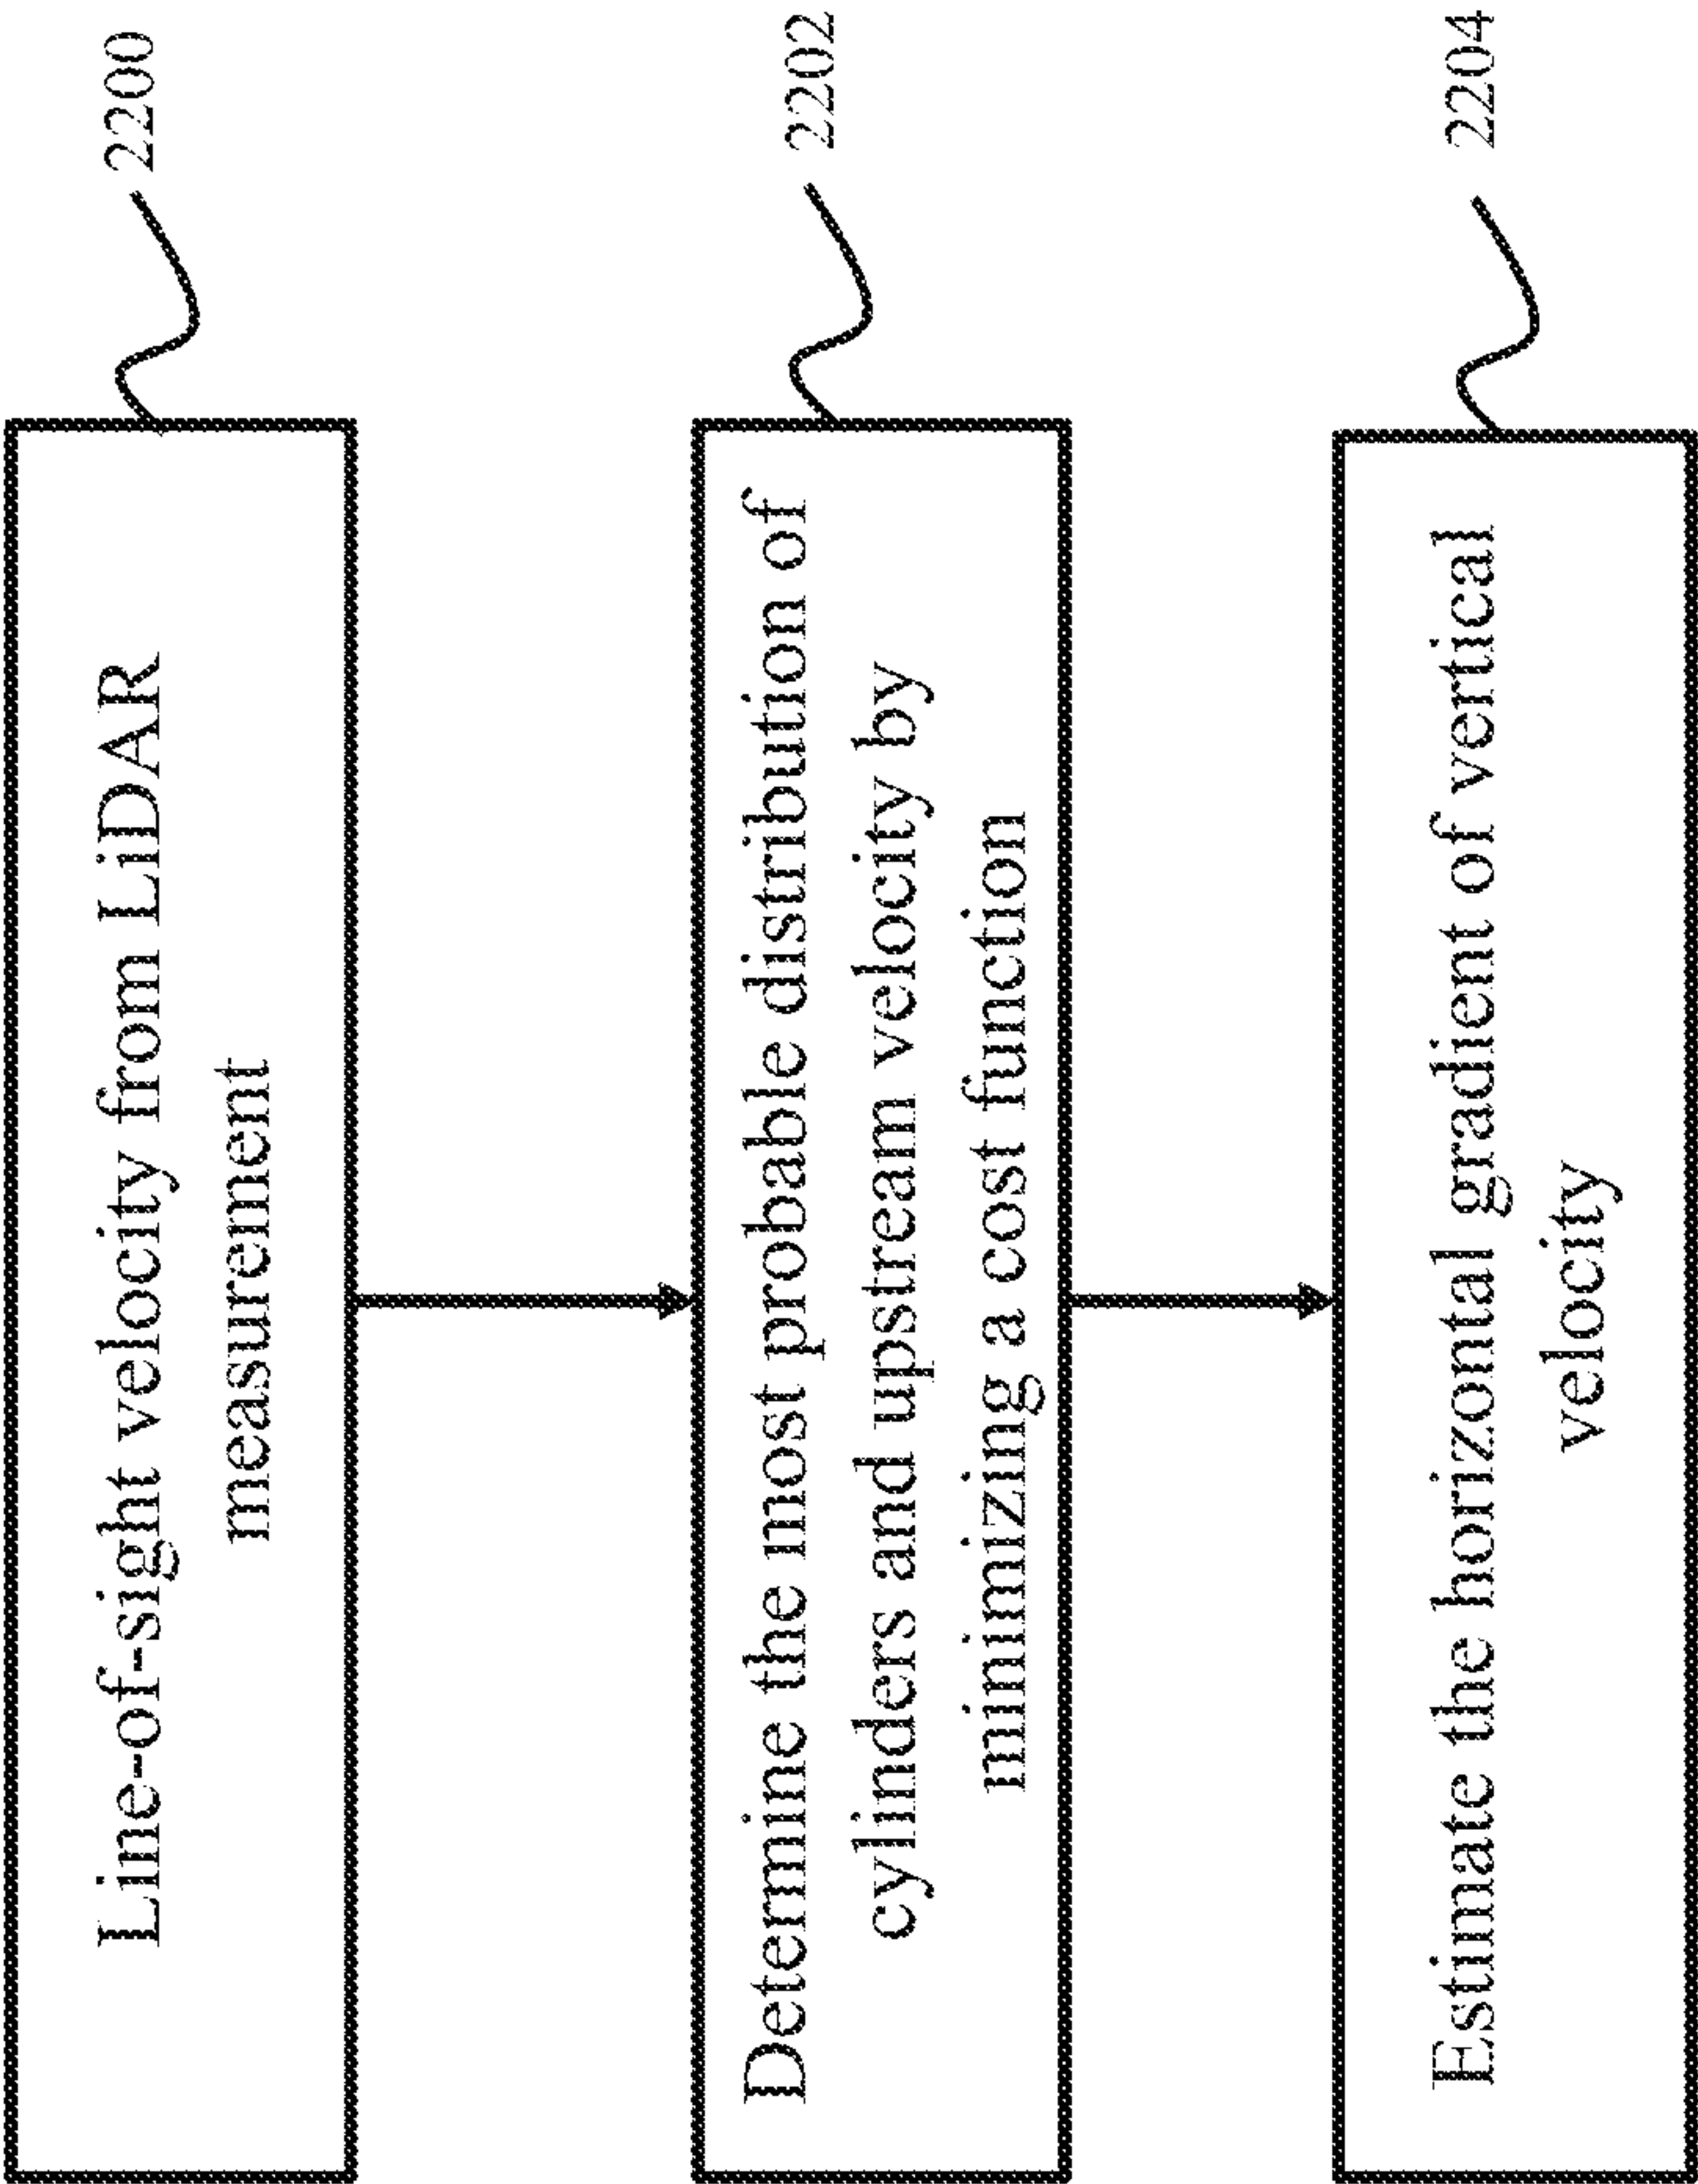 Line-of-sight velocity from LiDAR
measurement
2200
Determine the most probable distribution of
cylinders and upstream velocity by
minimizing a cost function
2202
Estimate the horizontal gradient of vertical
velocity
2204